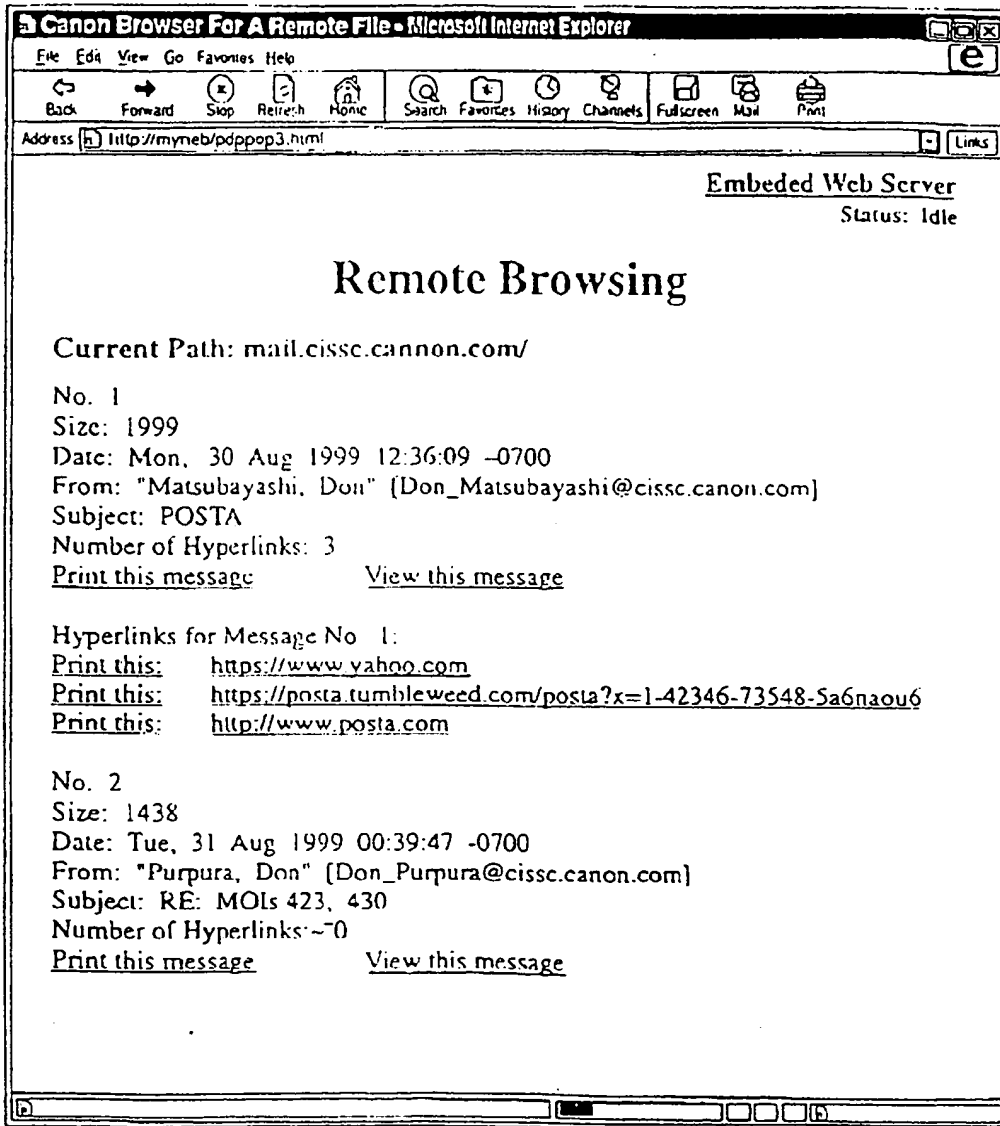 Canon Browser For A Remote File - Microsoft Internet Explorer
File Edit View Go Favorites Help
Back Forward Stop Refresh Home Search Favorites History Channels Fullscreen Mail Print
Address http://myneb/pdppop3.html Links
Embeded Web Server
Status: Idle
Remote Browsing
Current Path: mail.cissc.cannon.com/
No. 1
Size: 1999
Date: Mon, 30 Aug 1999 12:36:09 -0700
From: "Matsubayashi, Don" [Don_Matsubayashi@cissc.canon.com]
Subject: POSTA
Number of Hyperlinks: 3
Print this message View this message
Hyperlinks for Message No 1:
Print this: https://www.yahoo.com
Print this: https://posta.tumbleweed.com/posta?x=1-42346-73548-5a6naou6
Print this: http://www.posta.com
No. 2
Size: 1438
Date: Tue, 31 Aug 1999 00:39:47 -0700
From: "Purpura, Don" [Don_Purpura@cissc.canon.com]
Subject: RE: MOIs 423, 430
Number of Hyperlinks: 0
Print this message View this message